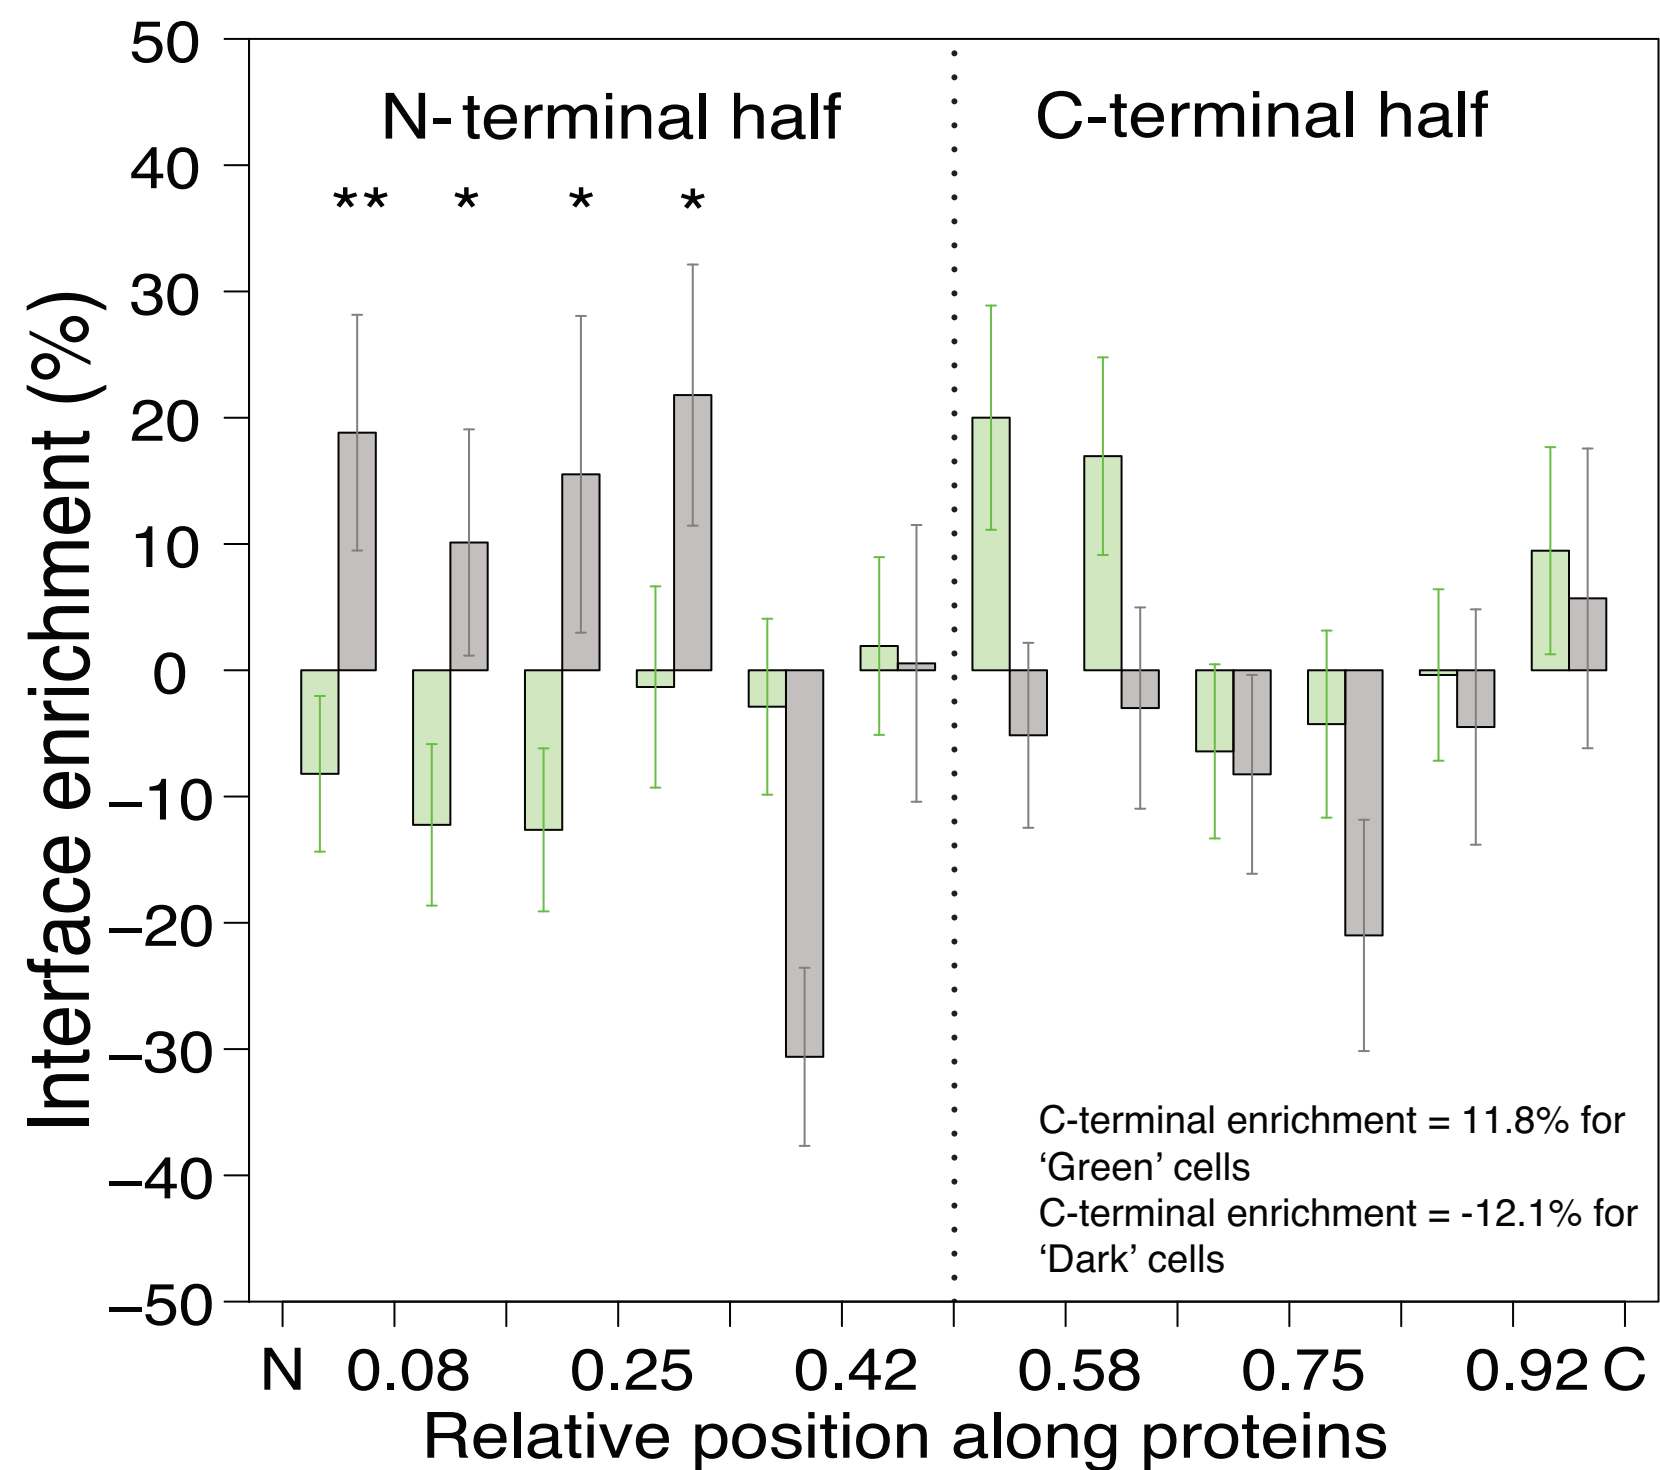 50
N-terminal half
C-terminal half
40
** * * *
30
20
10
0
–10
–20
–30
–40
–50
Interface enrichment (%)
C-terminal enrichment = 11.8% for
‘Green’ cells
C-terminal enrichment = -12.1% for
‘Dark’ cells
N 0.08 0.25 0.42 0.58 0.75 0.92 C
Relative position along proteins